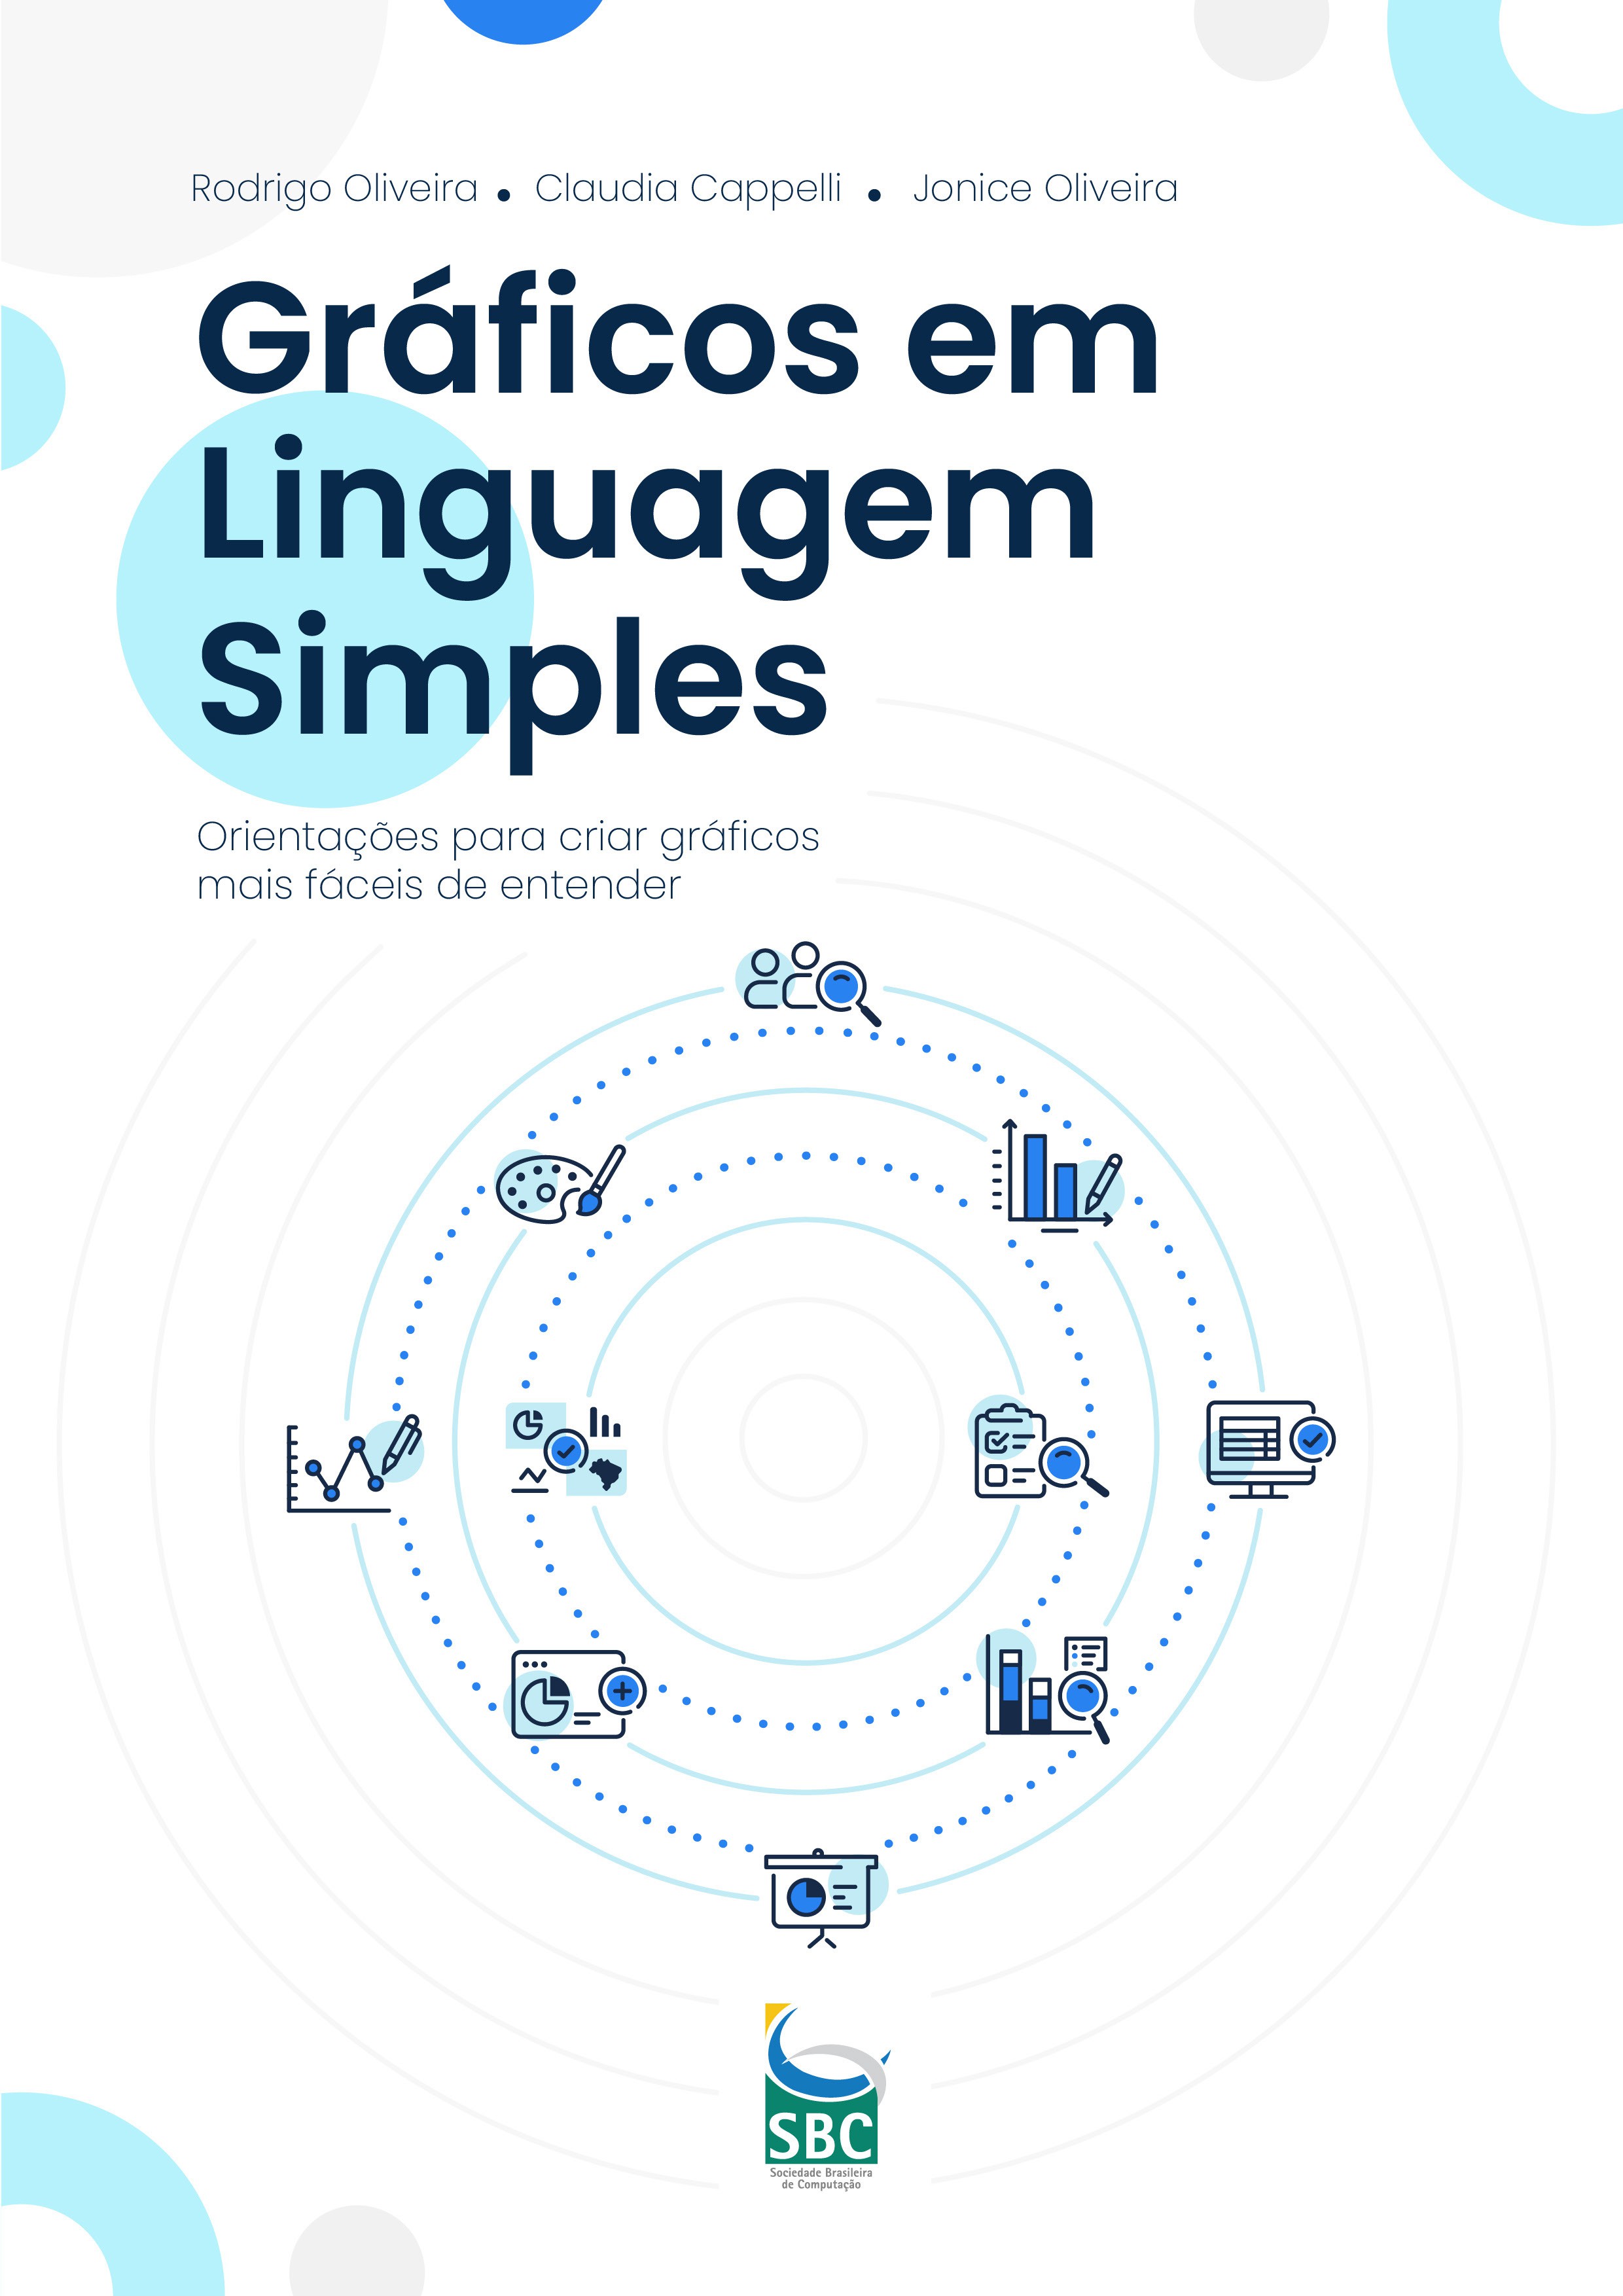 Rodrigo Oliveira • Claudia Cappelli • Jonice Oliveira
Gráficos em
Linguagem
Simples
Orientações para criar gráficos
mais fáceis de entender
SBC
Sociedade Brasileira
de Computação